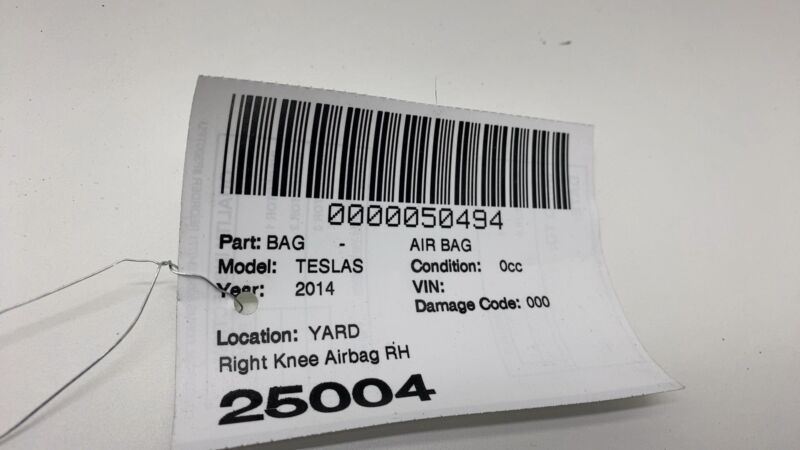 0000050494
Part: BAG - AIR BAG
Model: TESLAS Condition: 0cc
Year: 2014 VIN:
Damage Code: 000
Location: YARD
Right Knee Airbag RH
25004